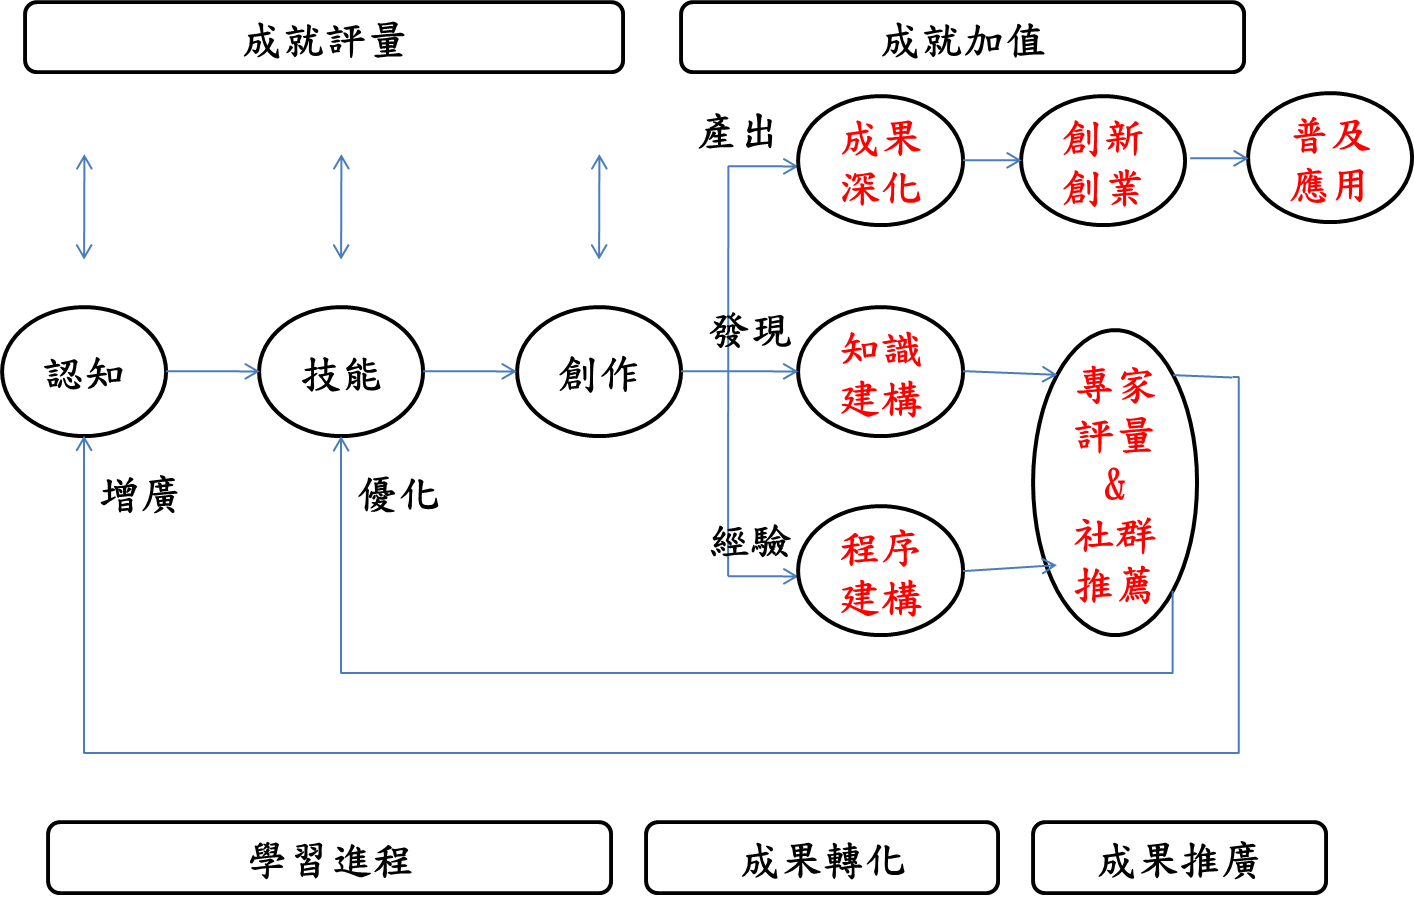 成就評量
成就加值
產出
成果
深化
創新
創業
普及
應用
認知
技能
創作
發現
知識
建構
專家
評量
&
社群
推薦
增廣
優化
經驗
程序
建構
學習進程
成果轉化
成果推廣